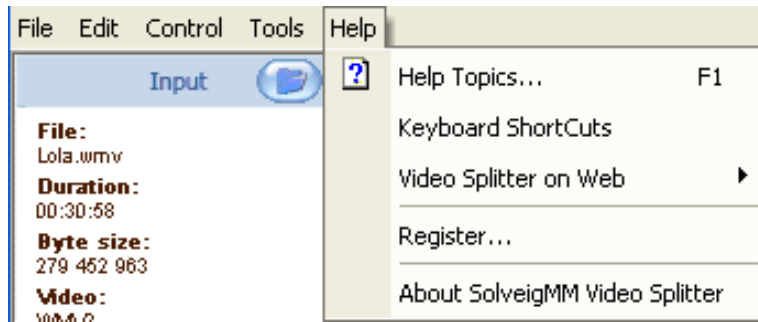 File Edit Control Tools Help
Input
File:
Lola.wmv
Duration:
00:30:58
Byte size:
279 452 963
Video:
Help Topics... F1
Keyboard ShortCuts
Video Splitter on Web
Register...
About SolveigMM Video Splitter